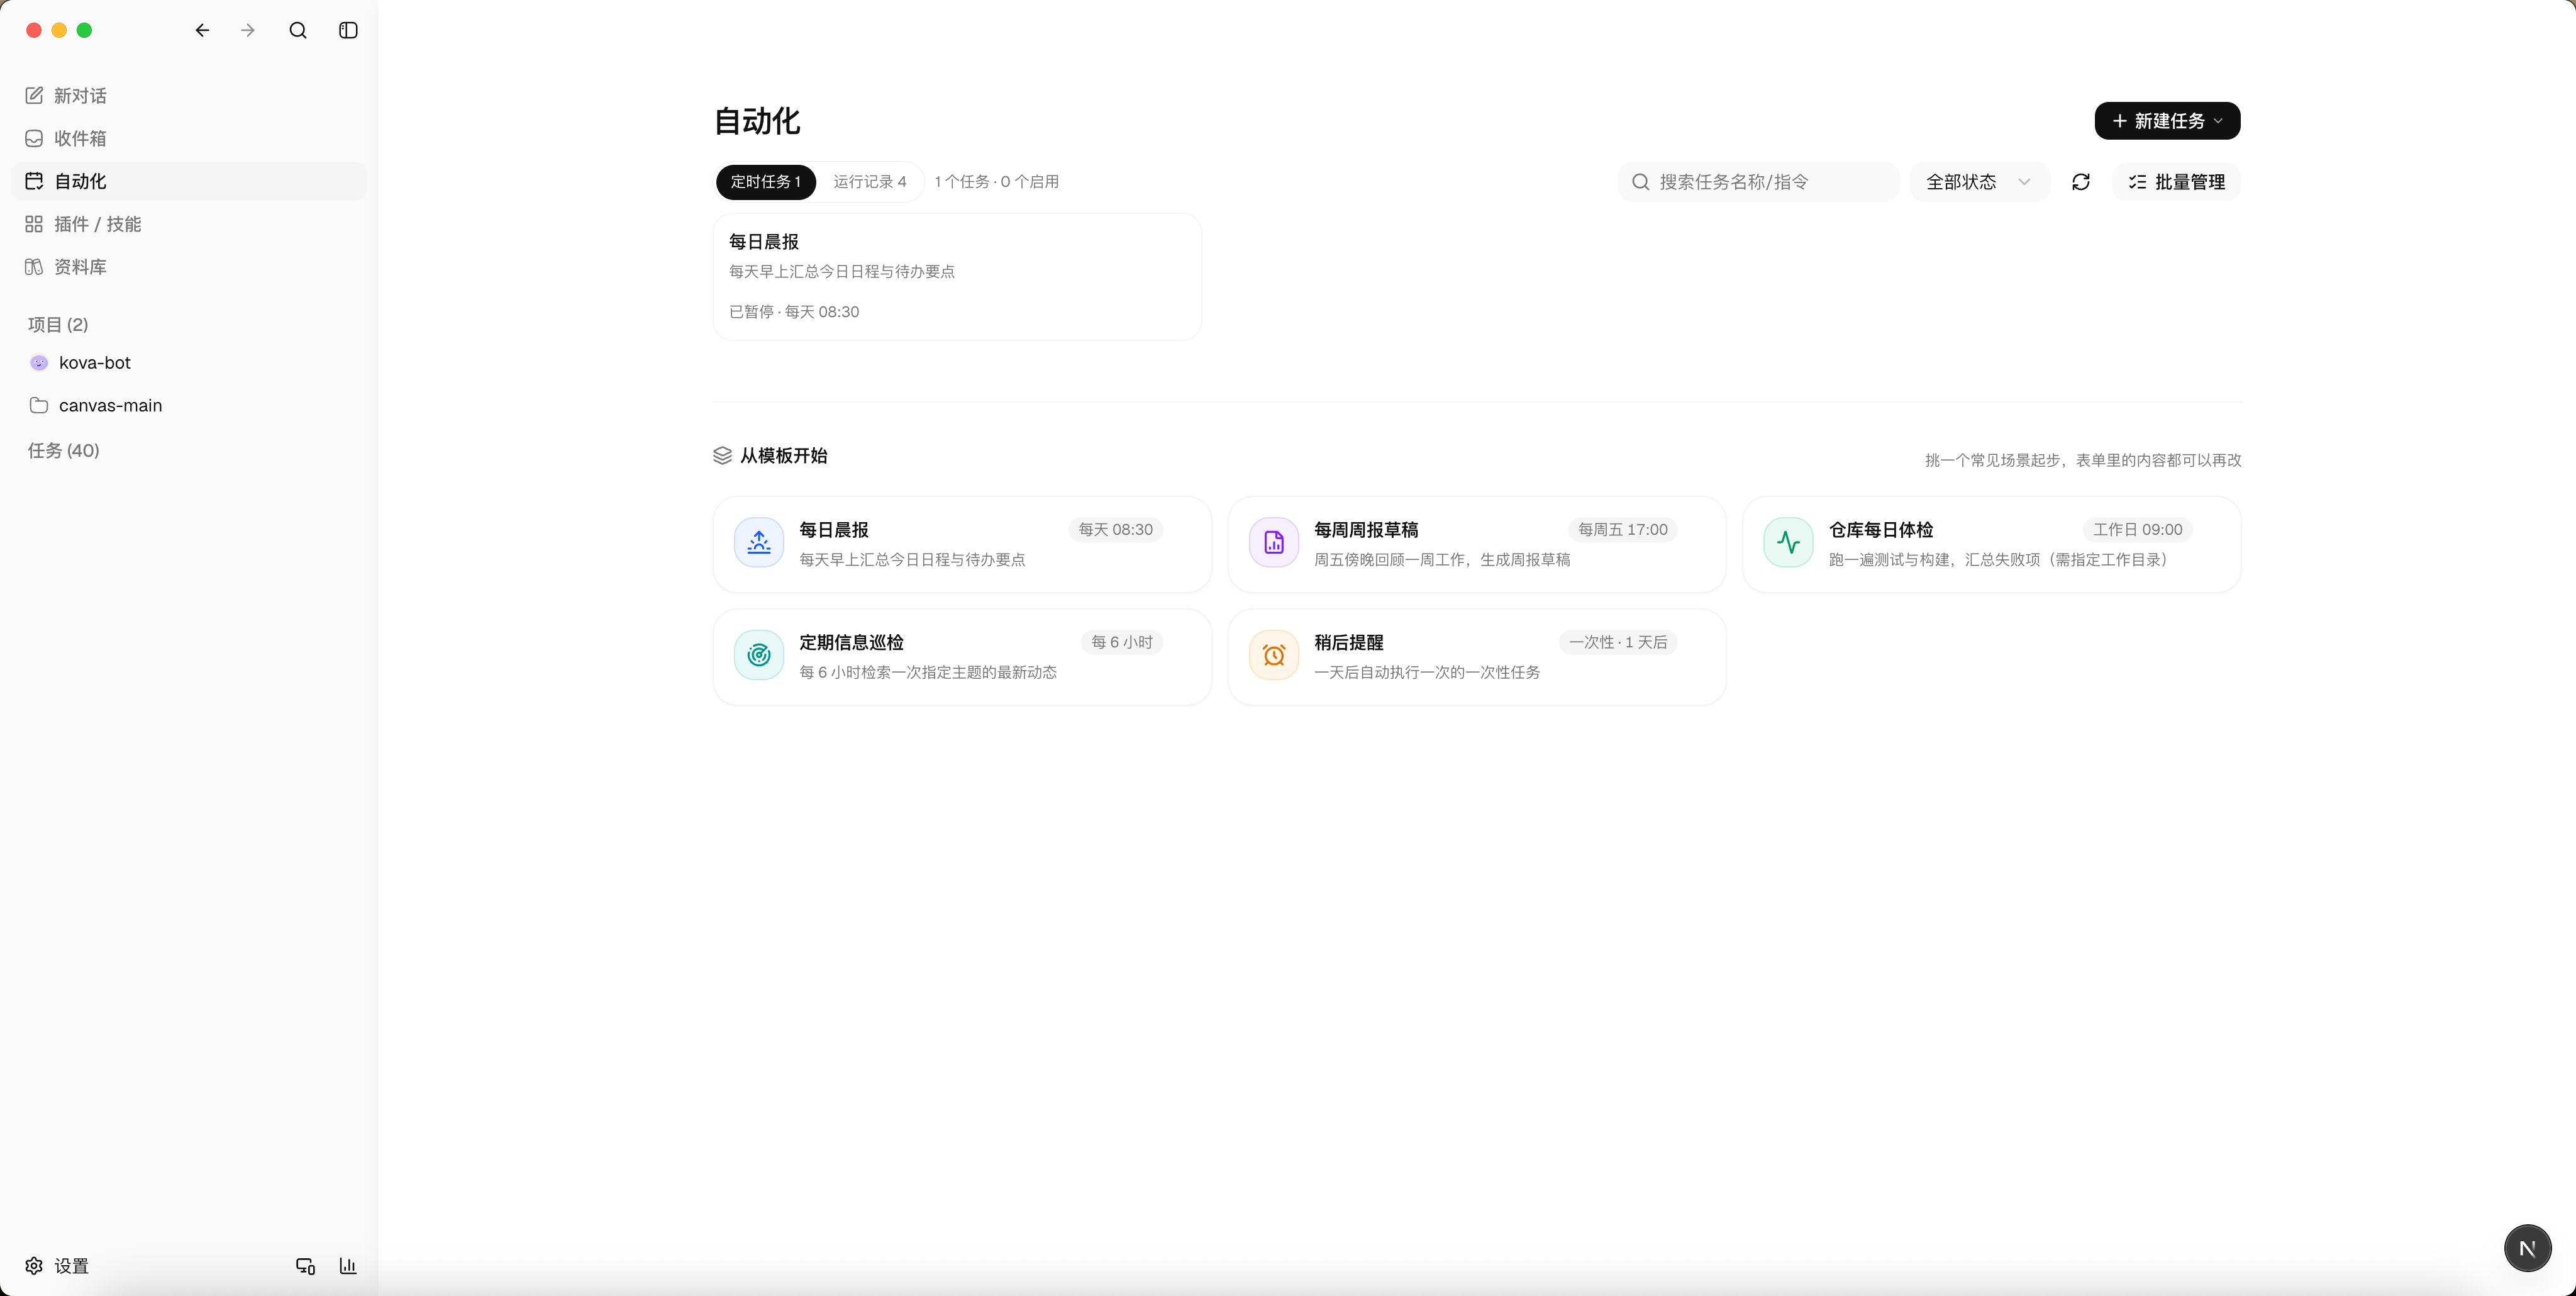 新对话
收件箱
自动化
插件 / 技能
资料库
项目 (2)
kova-bot
canvas-main
任务 (40)
设置
自动化
新建任务
定时任务 1
运行记录 4
1 个任务 · 0 个启用
搜索任务名称/指令
全部状态
批量管理
每日晨报
每天早上汇总今日日程与待办要点
已暂停 · 每天 08:30
从模板开始
挑一个常见场景起步，表单里的内容都可以再改
每日晨报
每天 08:30
每天早上汇总今日日程与待办要点
每周周报草稿
每周五 17:00
周五傍晚回顾一周工作，生成周报草稿
仓库每日体检
工作日 09:00
跑一遍测试与构建，汇总失败项（需指定工作目录）
定期信息巡检
每 6 小时
每 6 小时检索一次指定主题的最新动态
稍后提醒
一次性 · 1 天后
一天后自动执行一次的一次性任务
N